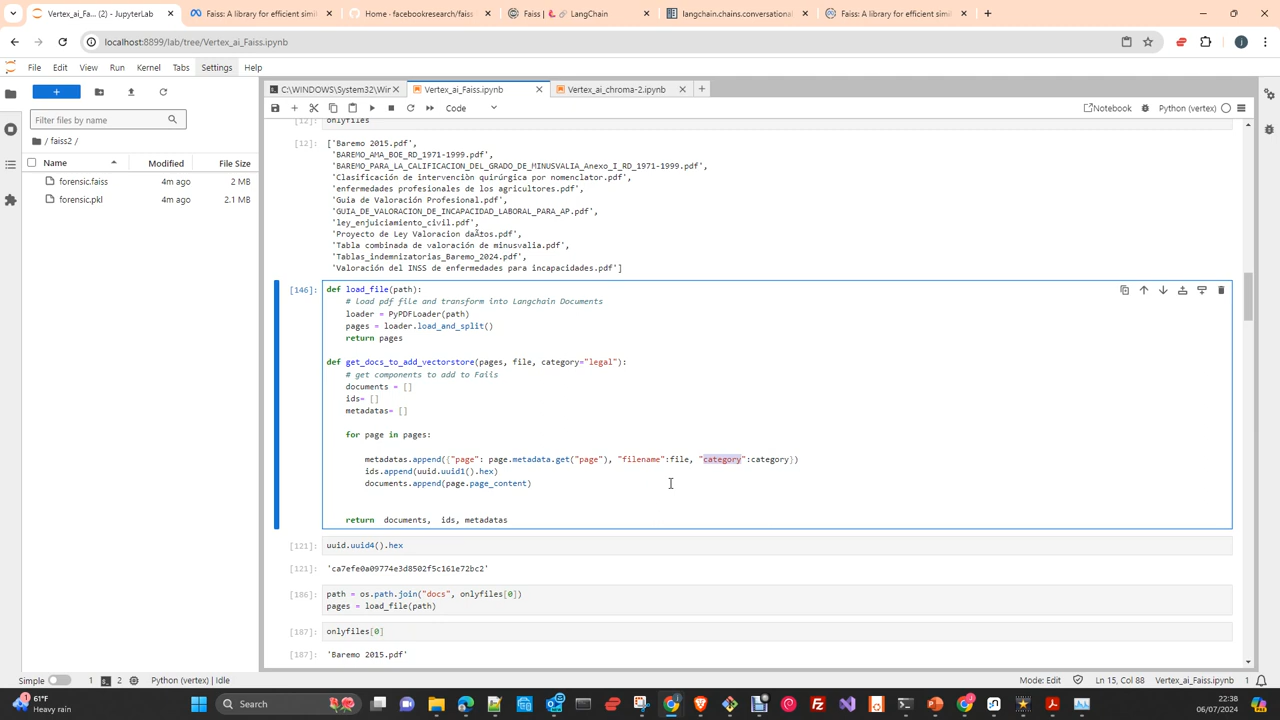 Vertex_ai_Fa... (2) - JupyterLab
Faiss: A library for efficient simi
Home · facebookresearch/faiss
Faiss | 🦜🔗 LangChain
langchain.chains.conversational
Faiss: A library for efficient simi
localhost:8899/lab/tree/Vertex_ai_Faiss.ipynb
File Edit View Run Kernel Tabs Settings Help
C:\WINDOWS\System32\Wir
Vertex_ai_Faiss.ipynb
Vertex_ai_chroma-2.ipynb
Code
Notebook
Python (vertex)
Filter files by name
/ faiss2 /
Name Modified File Size
forensic.faiss 4m ago 2 MB
forensic.pkl 4m ago 2.1 MB
[12]: onlyfiles
[12]: ['Baremo 2015.pdf',
'BAREMO_AMA_BOE_RD_1971-1999.pdf',
'BAREMO_PARA_LA_CALIFICACION_DEL_GRADO_DE_MINUSVALIA_Anexo_I_RD_1971-1999.pdf',
'Clasificación de intervenciòn quirúrgica por nomenclator.pdf',
'enfermedades profesionales de los agricultores.pdf',
'Guia de Valoración Profesional.pdf',
'GUIA_DE_VALORACION_DE_INCAPACIDAD_LABORAL_PARA_AP.pdf',
'ley_enjuiciamiento_civil.pdf',
'Proyecto de Ley Valoracion daÃtos.pdf',
'Tabla combinada de valoración de minusvalia.pdf',
'Tablas_indemnizatorias_Baremo_2024.pdf',
'Valoración del INSS de enfermedades para incapacidades.pdf']
[146]: def load_file(path):
# Load pdf file and transform into Langchain Documents
loader = PyPDFLoader(path)
pages = loader.load_and_split()
return pages
def get_docs_to_add_vectorstore(pages, file, category="legal"):
# get components to add to Faiis
documents = []
ids= []
metadatas= []
for page in pages:
metadatas.append({"page": page.metadata.get("page"), "filename":file, "category":category})
ids.append(uuid.uuid1().hex)
documents.append(page.page_content)
return documents, ids, metadatas
[121]: uuid.uuid4().hex
[121]: 'ca7efe0a09774e3d8502f5c161e72bc2'
[186]: path = os.path.join("docs", onlyfiles[0])
pages = load_file(path)
[187]: onlyfiles[0]
[187]: 'Baremo 2015.pdf'
Simple 1 2 Python (vertex) | Idle
Mode: Edit Ln 15, Col 88 Vertex_ai_Faiss.ipynb 1
61°F
Heavy rain
Search
22:38
06/07/2024